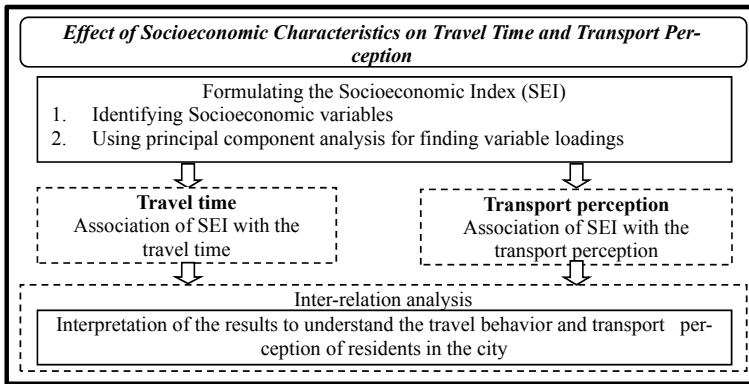 Effect of Socioeconomic Characteristics on Travel Time and Transport Per-
ception
Formulating the Socioeconomic Index (SEI)
1. Identifying Socioeconomic variables
2. Using principal component analysis for finding variable loadings
Travel time
Association of SEI with the
travel time
Transport perception
Association of SEI with the
transport perception
Inter-relation analysis
Interpretation of the results to understand the travel behavior and transport per-
ception of residents in the city